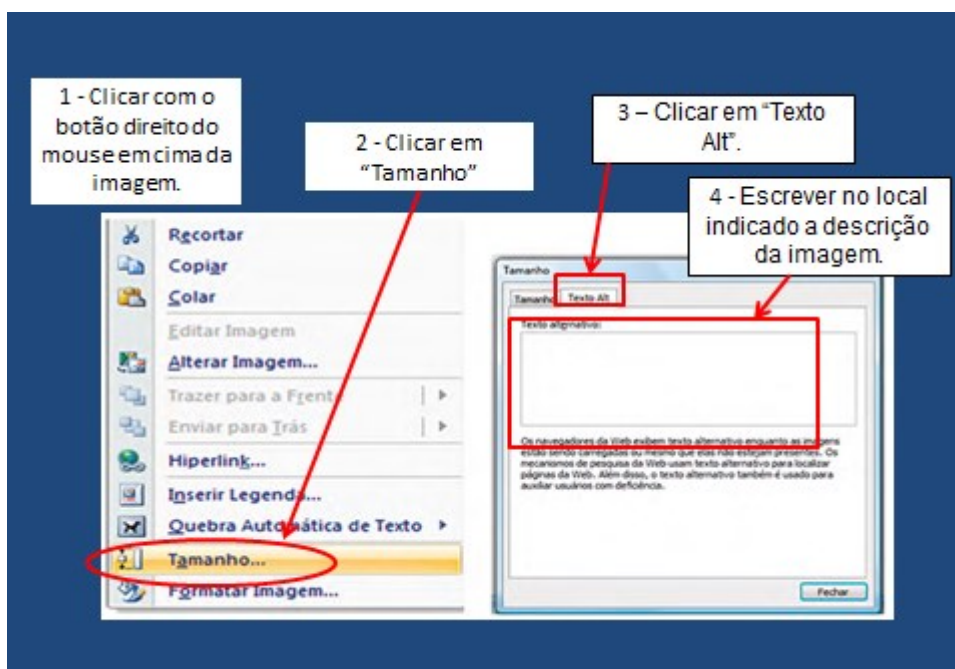 1 - Clicar com o
botão direito do
mouse em cima da
imagem.
2 - Clicar em
“Tamanho”
3 – Clicar em “Texto
Alt”.
4 - Escrever no local
indicado a descrição
da imagem.
Recortar
Copiar
Colar
Editar Imagem
Alterar Imagem...
Trazer para a Frente
Enviar para Trás
Hiperlink...
Inserir Legenda...
Quebra Automática de Texto
Tamanho...
Formatar Imagem...
Tamanho
Tamanho Texto Alt
Texto alternativo:
Os navegadores da Web exibem texto alternativo enquanto as imagens
estão sendo carregadas ou mesmo que elas não estejam presentes. Os
mecanismos de pesquisa da Web usam texto alternativo para localizar
páginas da Web. Além disso, o texto alternativo também é usado para
auxiliar usuários com deficiência.
Fechar